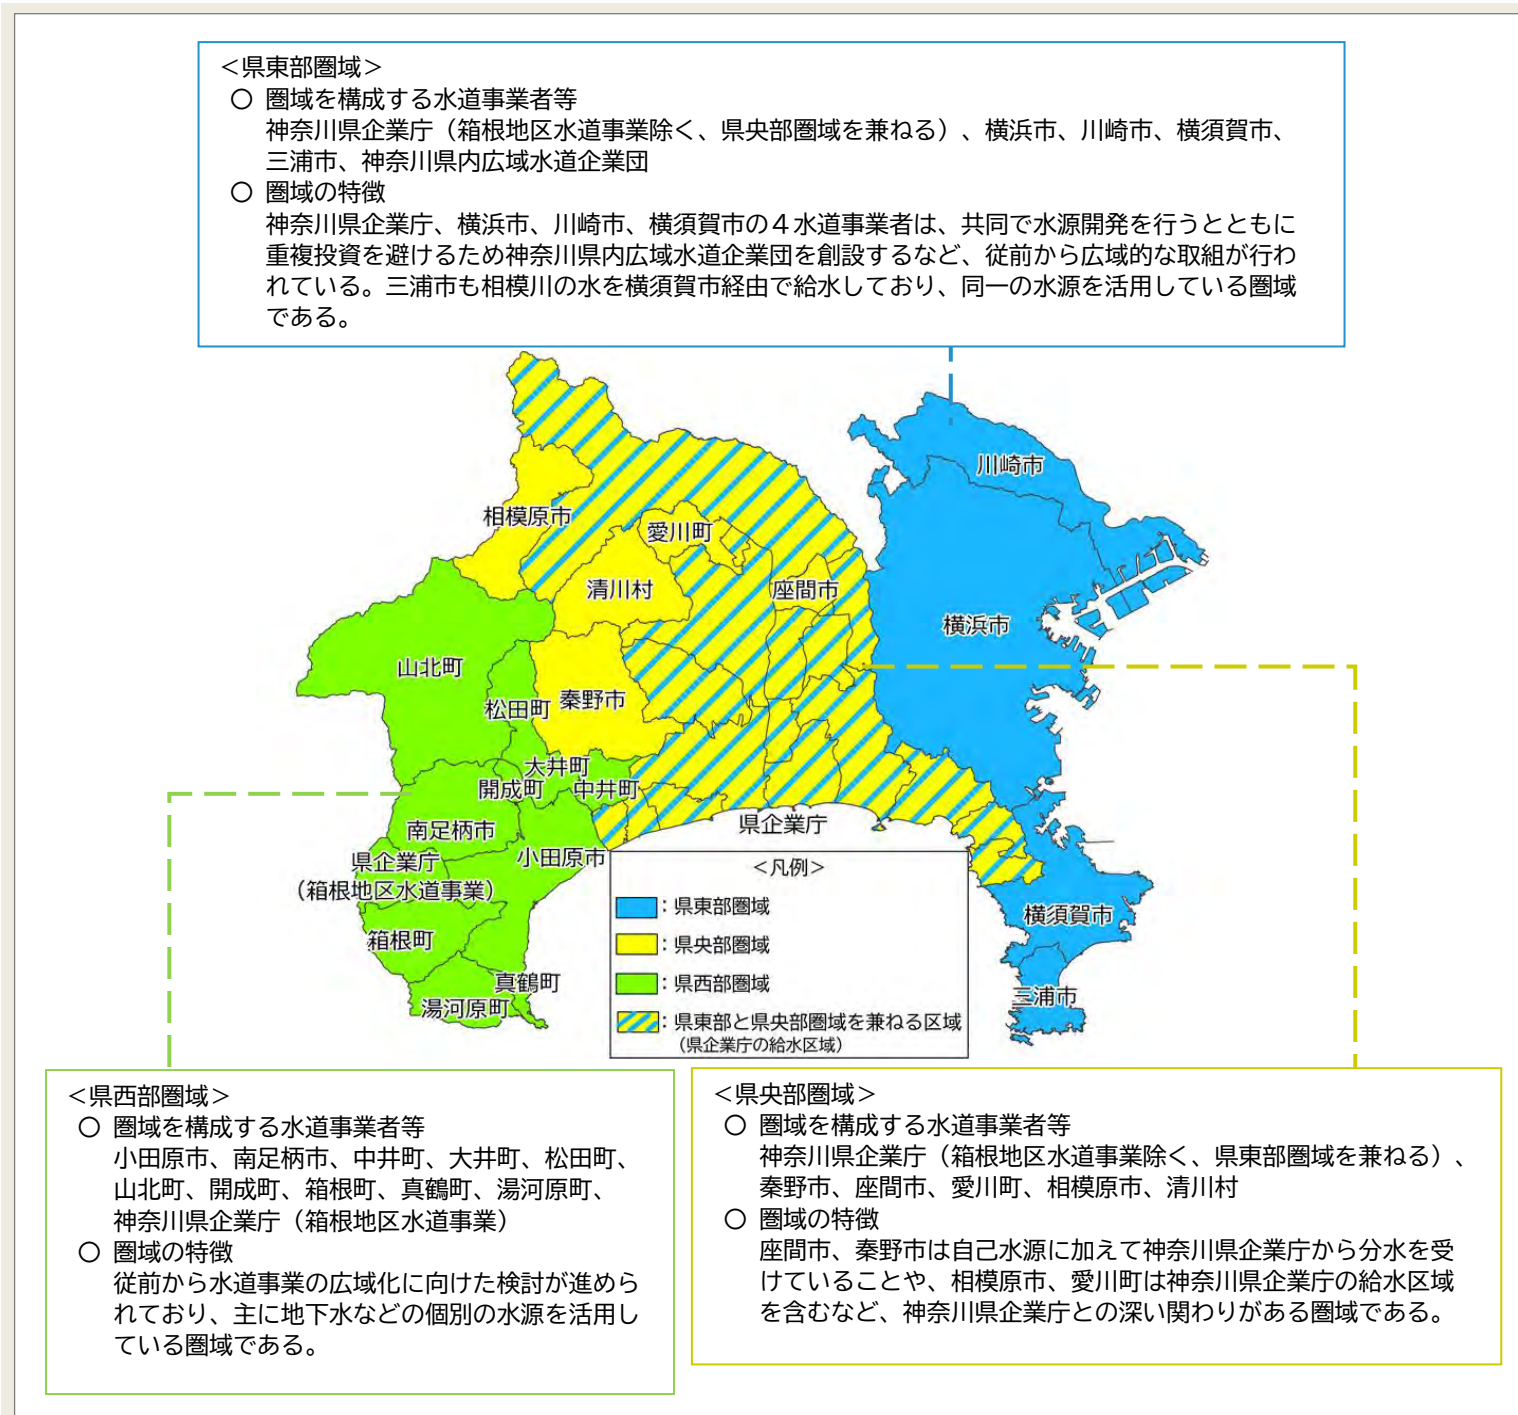 ＜県東部圏域＞
○ 圏域を構成する水道事業者等
神奈川県企業庁（箱根地区水道事業除く、県央部圏域を兼ねる）、横浜市、川崎市、横須賀市、
三浦市、神奈川県内広域水道企業団
○ 圏域の特徴
神奈川県企業庁、横浜市、川崎市、横須賀市の４水道事業者は、共同で水源開発を行うとともに
重複投資を避けるため神奈川県内広域水道企業団を創設するなど、従前から広域的な取組が行わ
れている。三浦市も相模川の水を横須賀市経由で給水しており、同一の水源を活用している圏域
である。
川崎市
相模原市
愛川町
清川村
座間市
横浜市
山北町
松田町
秦野市
大井町
開成町
中井町
南足柄市
県企業庁
小田原市
県企業庁
（箱根地区水道事業）
箱根町
真鶴町
湯河原町
横須賀市
三浦市
＜凡例＞
：県東部圏域
：県央部圏域
：県西部圏域
：県東部と県央部圏域を兼ねる区域
（県企業庁の給水区域）
＜県西部圏域＞
○ 圏域を構成する水道事業者等
小田原市、南足柄市、中井町、大井町、松田町、
山北町、開成町、箱根町、真鶴町、湯河原町、
神奈川県企業庁（箱根地区水道事業）
○ 圏域の特徴
従前から水道事業の広域化に向けた検討が進めら
れており、主に地下水などの個別の水源を活用し
ている圏域である。
＜県央部圏域＞
○ 圏域を構成する水道事業者等
神奈川県企業庁（箱根地区水道事業除く、県東部圏域を兼ねる）、
秦野市、座間市、愛川町、相模原市、清川村
○ 圏域の特徴
座間市、秦野市は自己水源に加えて神奈川県企業庁から分水を受
けていることや、相模原市、愛川町は神奈川県企業庁の給水区域
を含むなど、神奈川県企業庁との深い関わりがある圏域である。